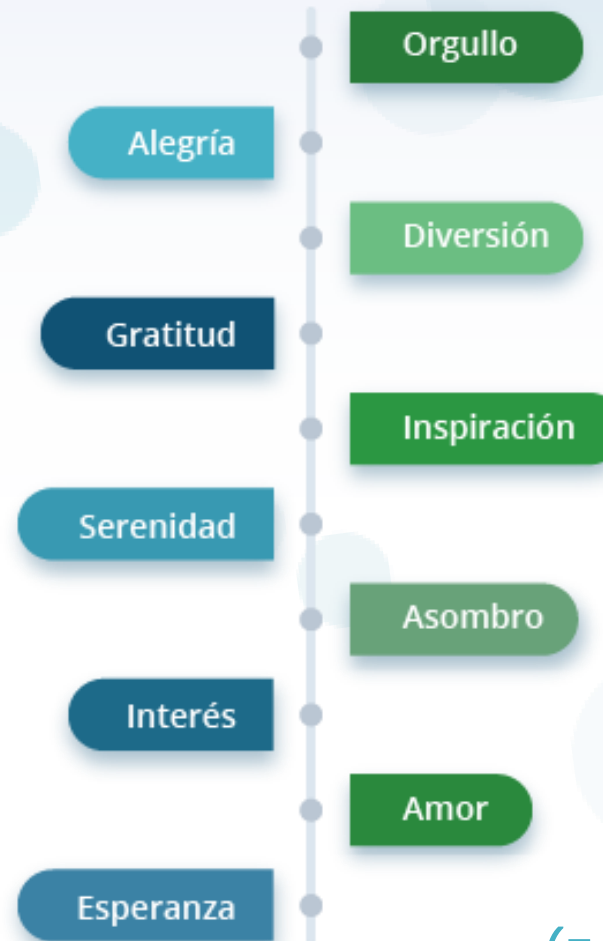 Orgullo
Alegría
Diversión
Gratitud
Inspiración
Serenidad
Asombro
Interés
Amor
Esperanza